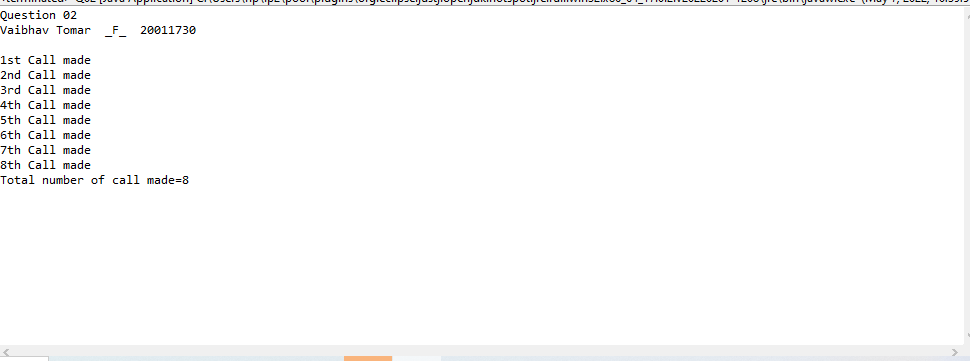 Question 02
Vaibhav Tomar _F_ 20011730
1st Call made
2nd Call made
3rd Call made
4th Call made
5th Call made
6th Call made
7th Call made
8th Call made
Total number of call made=8